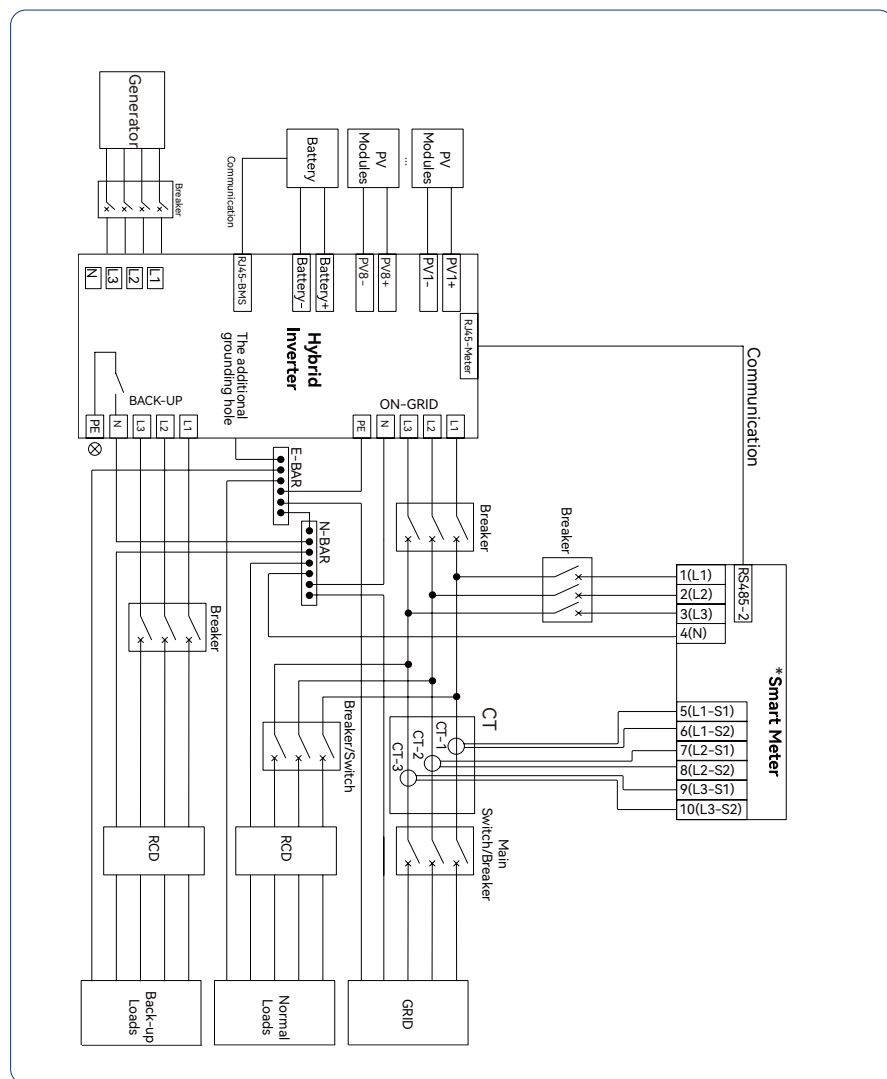 Generator
Breaker
Communication
Battery
PV
Modules
...
PV
Modules
L1
L2
L3
N
RJ45-BMS
Battery-
Battery+
PV8-
PV8+
PV1-
PV1+
RJ45-Meter
Hybrid
Inverter
The additional
grounding hole
Communication
BACK-UP
ON-GRID
PE
N
L3
L2
L1
PE
N
L3
L2
L1
E-BAR
N-BAR
Breaker
Breaker
Breaker
1(L1)
2(L2)
3(L3)
4(N)
RS485-2
*Smart Meter
5(L1-S1)
6(L1-S2)
7(L2-S1)
8(L2-S2)
9(L3-S1)
10(L3-S2)
Breaker/Switch
CT
CT-1
CT-2
CT-3
Main
Switch/Breaker
RCD
RCD
Back-up
Loads
Normal
Loads
GRID